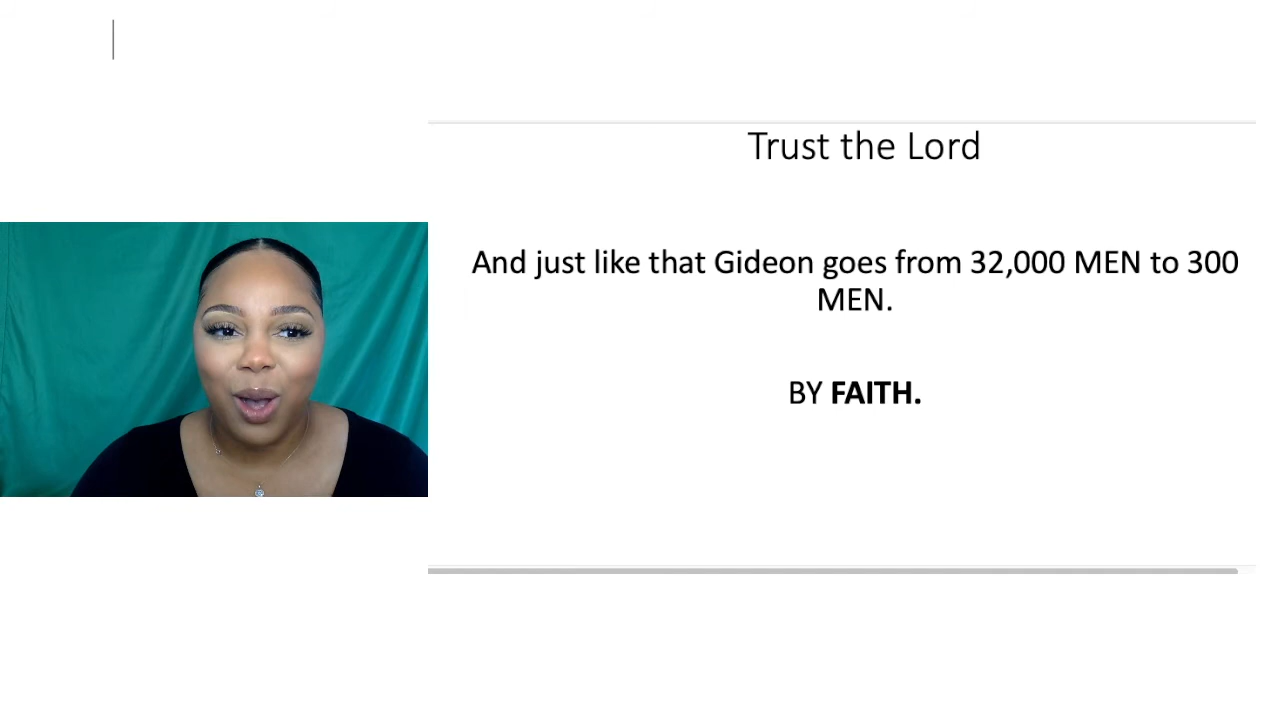 Trust the Lord
And just like that Gideon goes from 32,000 MEN to 300
MEN.
BY FAITH.